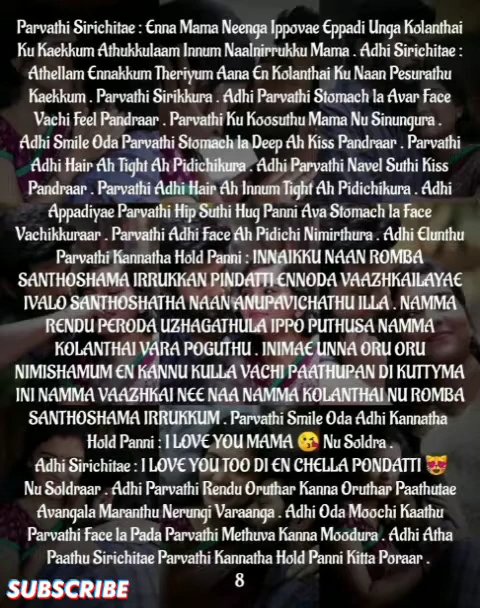 Parvathi Sirichitae : Enna Mama Neenga Ippovae Eppadi Unga Kolanthai
Ku Kaekkum Athukkulaam Innum Naalnirrukku Mama . Adhi Sirichitae :
Athellam Ennakkum Theriyum Aana En Kolanthai Ku Naan Pesurathu
Kaekkum . Parvathi Sirikkura . Adhi Parvathi Stomach la Avar Face
Vachi Feel Pandraar . Parvathi Ku Koosuthu Mama Nu Sinungura .
Adhi Smile Oda Parvathi Stomach la Deep Ah Kiss Pandraar . Parvathi
Adhi Hair Ah Tight Ah Pidichikura . Adhi Parvathi Navel Suthi Kiss
Pandraar . Parvathi Adhi Hair Ah Innum Tight Ah Pidichikura . Adhi
Appadiyae Parvathi Hip Suthi Hug Panni Ava Stomach la Face
Vachikkuraar . Parvathi Adhi Face Ah Pidichi Nimirthura . Adhi Elunthu
Parvathi Kannatha Hold Panni : INNAIKKU NAAN ROMBA
SANTHOSHAMA IRRUKKAN PINDATTI ENNODA VAAZHKAILAYAE
IVALO SANTHOSHATHA NAAN ANUPAVICHATHU ILLA . NAMMA
RENDU PERODA UZHAGATHULA IPPO PUTHUSA NAMMA
KOLANTHAI VARA POGUTHU . INIMAE UNNA ORU ORU
NIMISHAMUM EN KANNU KULLA VACHI PAATHUPAN DI KUTTYMA
INI NAMMA VAAZHKAI NEE NAA NAMMA KOLANTHAI NU ROMBA
SANTHOSHAMA IRRUKKUM . Parvathi Smile Oda Adhi Kannatha
Hold Panni : I LOVE YOU MAMA 😘 Nu Soldra .
Adhi Sirichitae : I LOVE YOU TOO DI EN CHELLA PONDATTI 😻
Nu Soldraar . Adhi Parvathi Rendu Oruthar Kanna Oruthar Paathutae
Avangala Maranthu Nerungi Varaanga . Adhi Oda Moochi Kaathu
Parvathi Face la Pada Parvathi Methuva Kanna Moodura . Adhi Atha
Paathu Sirichitae Parvathi Kannatha Hold Panni Kitta Poraar .
8
SUBSCRIBE